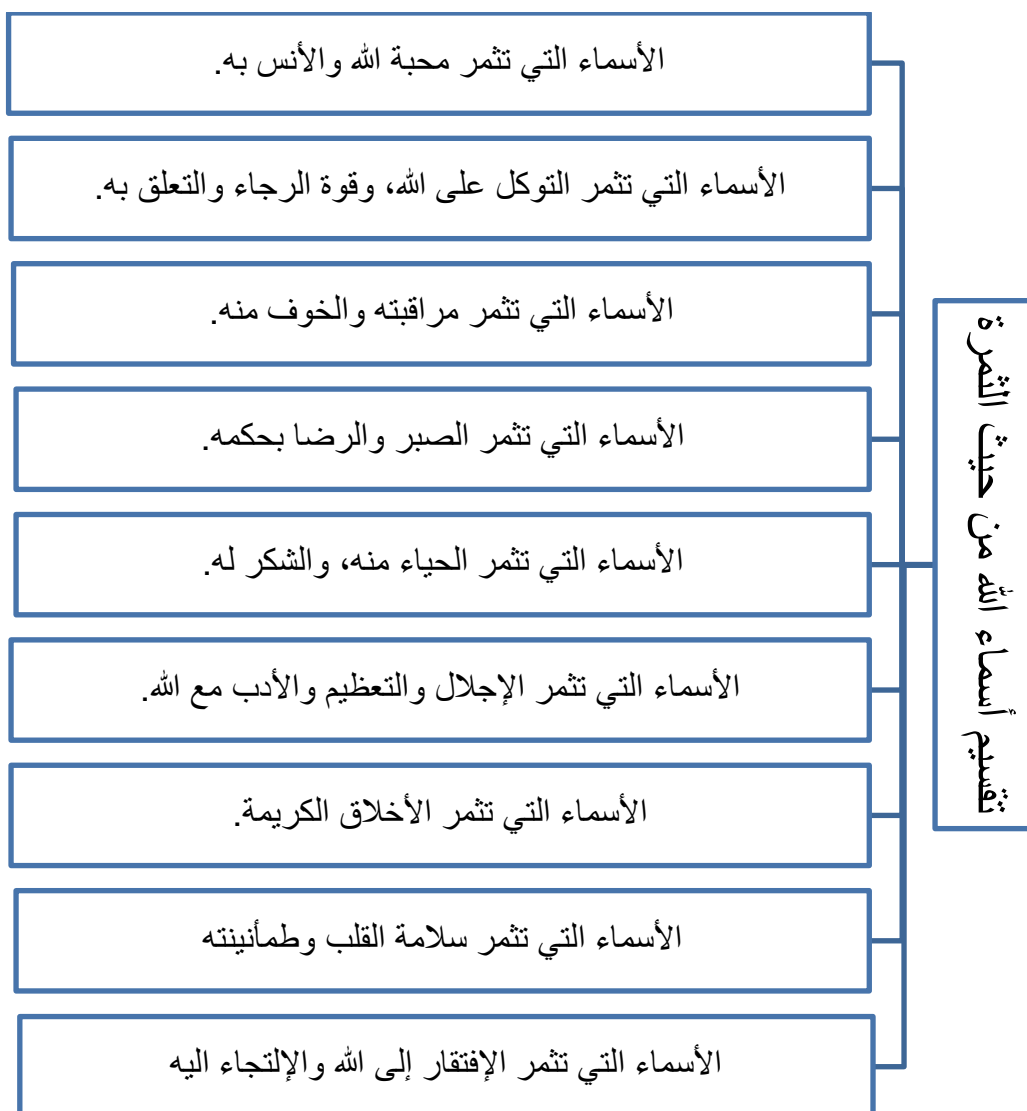 تقسيم أسماء الله من حيث الثمرة
الأسماء التي تثمر محبة الله والأنس به.
الأسماء التي تثمر التوكل على الله، وقوة الرجاء والتعلق به.
الأسماء التي تثمر مراقبته والخوف منه.
الأسماء التي تثمر الصبر والرضا بحكمه.
الأسماء التي تثمر الحياء منه، والشكر له.
الأسماء التي تثمر الإجلال والتعظيم والأدب مع الله.
الأسماء التي تثمر الأخلاق الكريمة.
الأسماء التي تثمر سلامة القلب وطمأنينته
الأسماء التي تثمر الإفتقار إلى الله والإلتجاء اليه